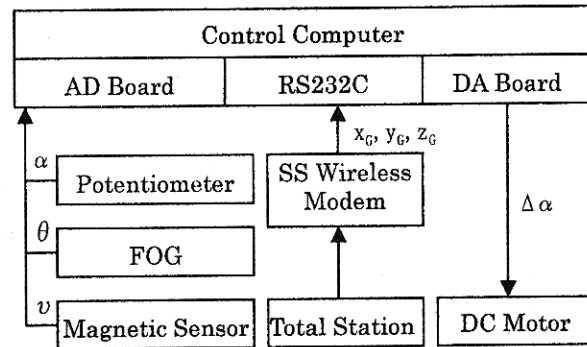 Control Computer
AD Board
RS232C
DA Board
x_G, y_G, z_G
α
Potentiometer
SS Wireless
Modem
Δα
θ
FOG
υ
Magnetic Sensor
Total Station
DC Motor